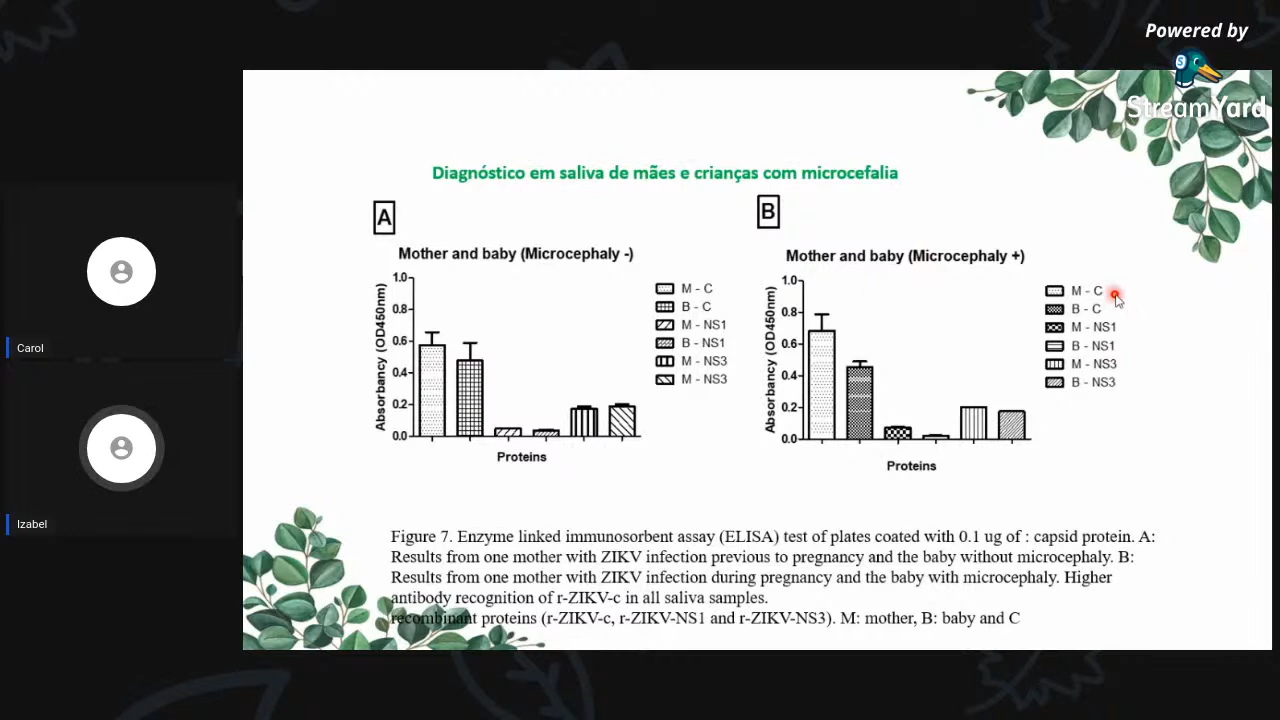 Powered by
StreamYard
Carol
Izabel
Diagnóstico em saliva de mães e crianças com microcefalia
A
Mother and baby (Microcephaly -)
Absorbancy (OD450nm)
1.0
0.8
0.6
0.4
0.2
0.0
Proteins
M - C
B - C
M - NS1
B - NS1
M - NS3
M - NS3
B
Mother and baby (Microcephaly +)
Absorbancy (OD450nm)
1.0
0.8
0.6
0.4
0.2
0.0
Proteins
M - C
B - C
M - NS1
B - NS1
M - NS3
B - NS3
Figure 7. Enzyme linked immunosorbent assay (ELISA) test of plates coated with 0.1 ug of : capsid protein. A:
Results from one mother with ZIKV infection previous to pregnancy and the baby without microcephaly. B:
Results from one mother with ZIKV infection during pregnancy and the baby with microcephaly. Higher
antibody recognition of r-ZIKV-c in all saliva samples.
recombinant proteins (r-ZIKV-c, r-ZIKV-NS1 and r-ZIKV-NS3). M: mother, B: baby and C